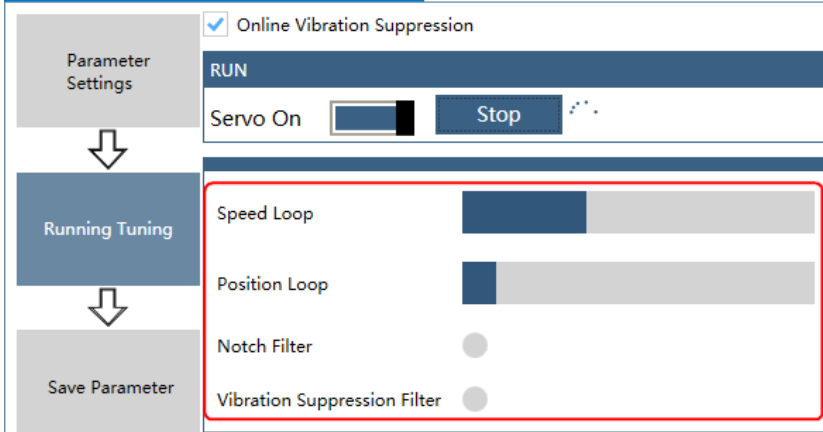 Online Vibration Suppression
Parameter
Settings
RUN
Servo On
Stop
Running Tuning
Speed Loop
Position Loop
Notch Filter
Save Parameter
Vibration Suppression Filter